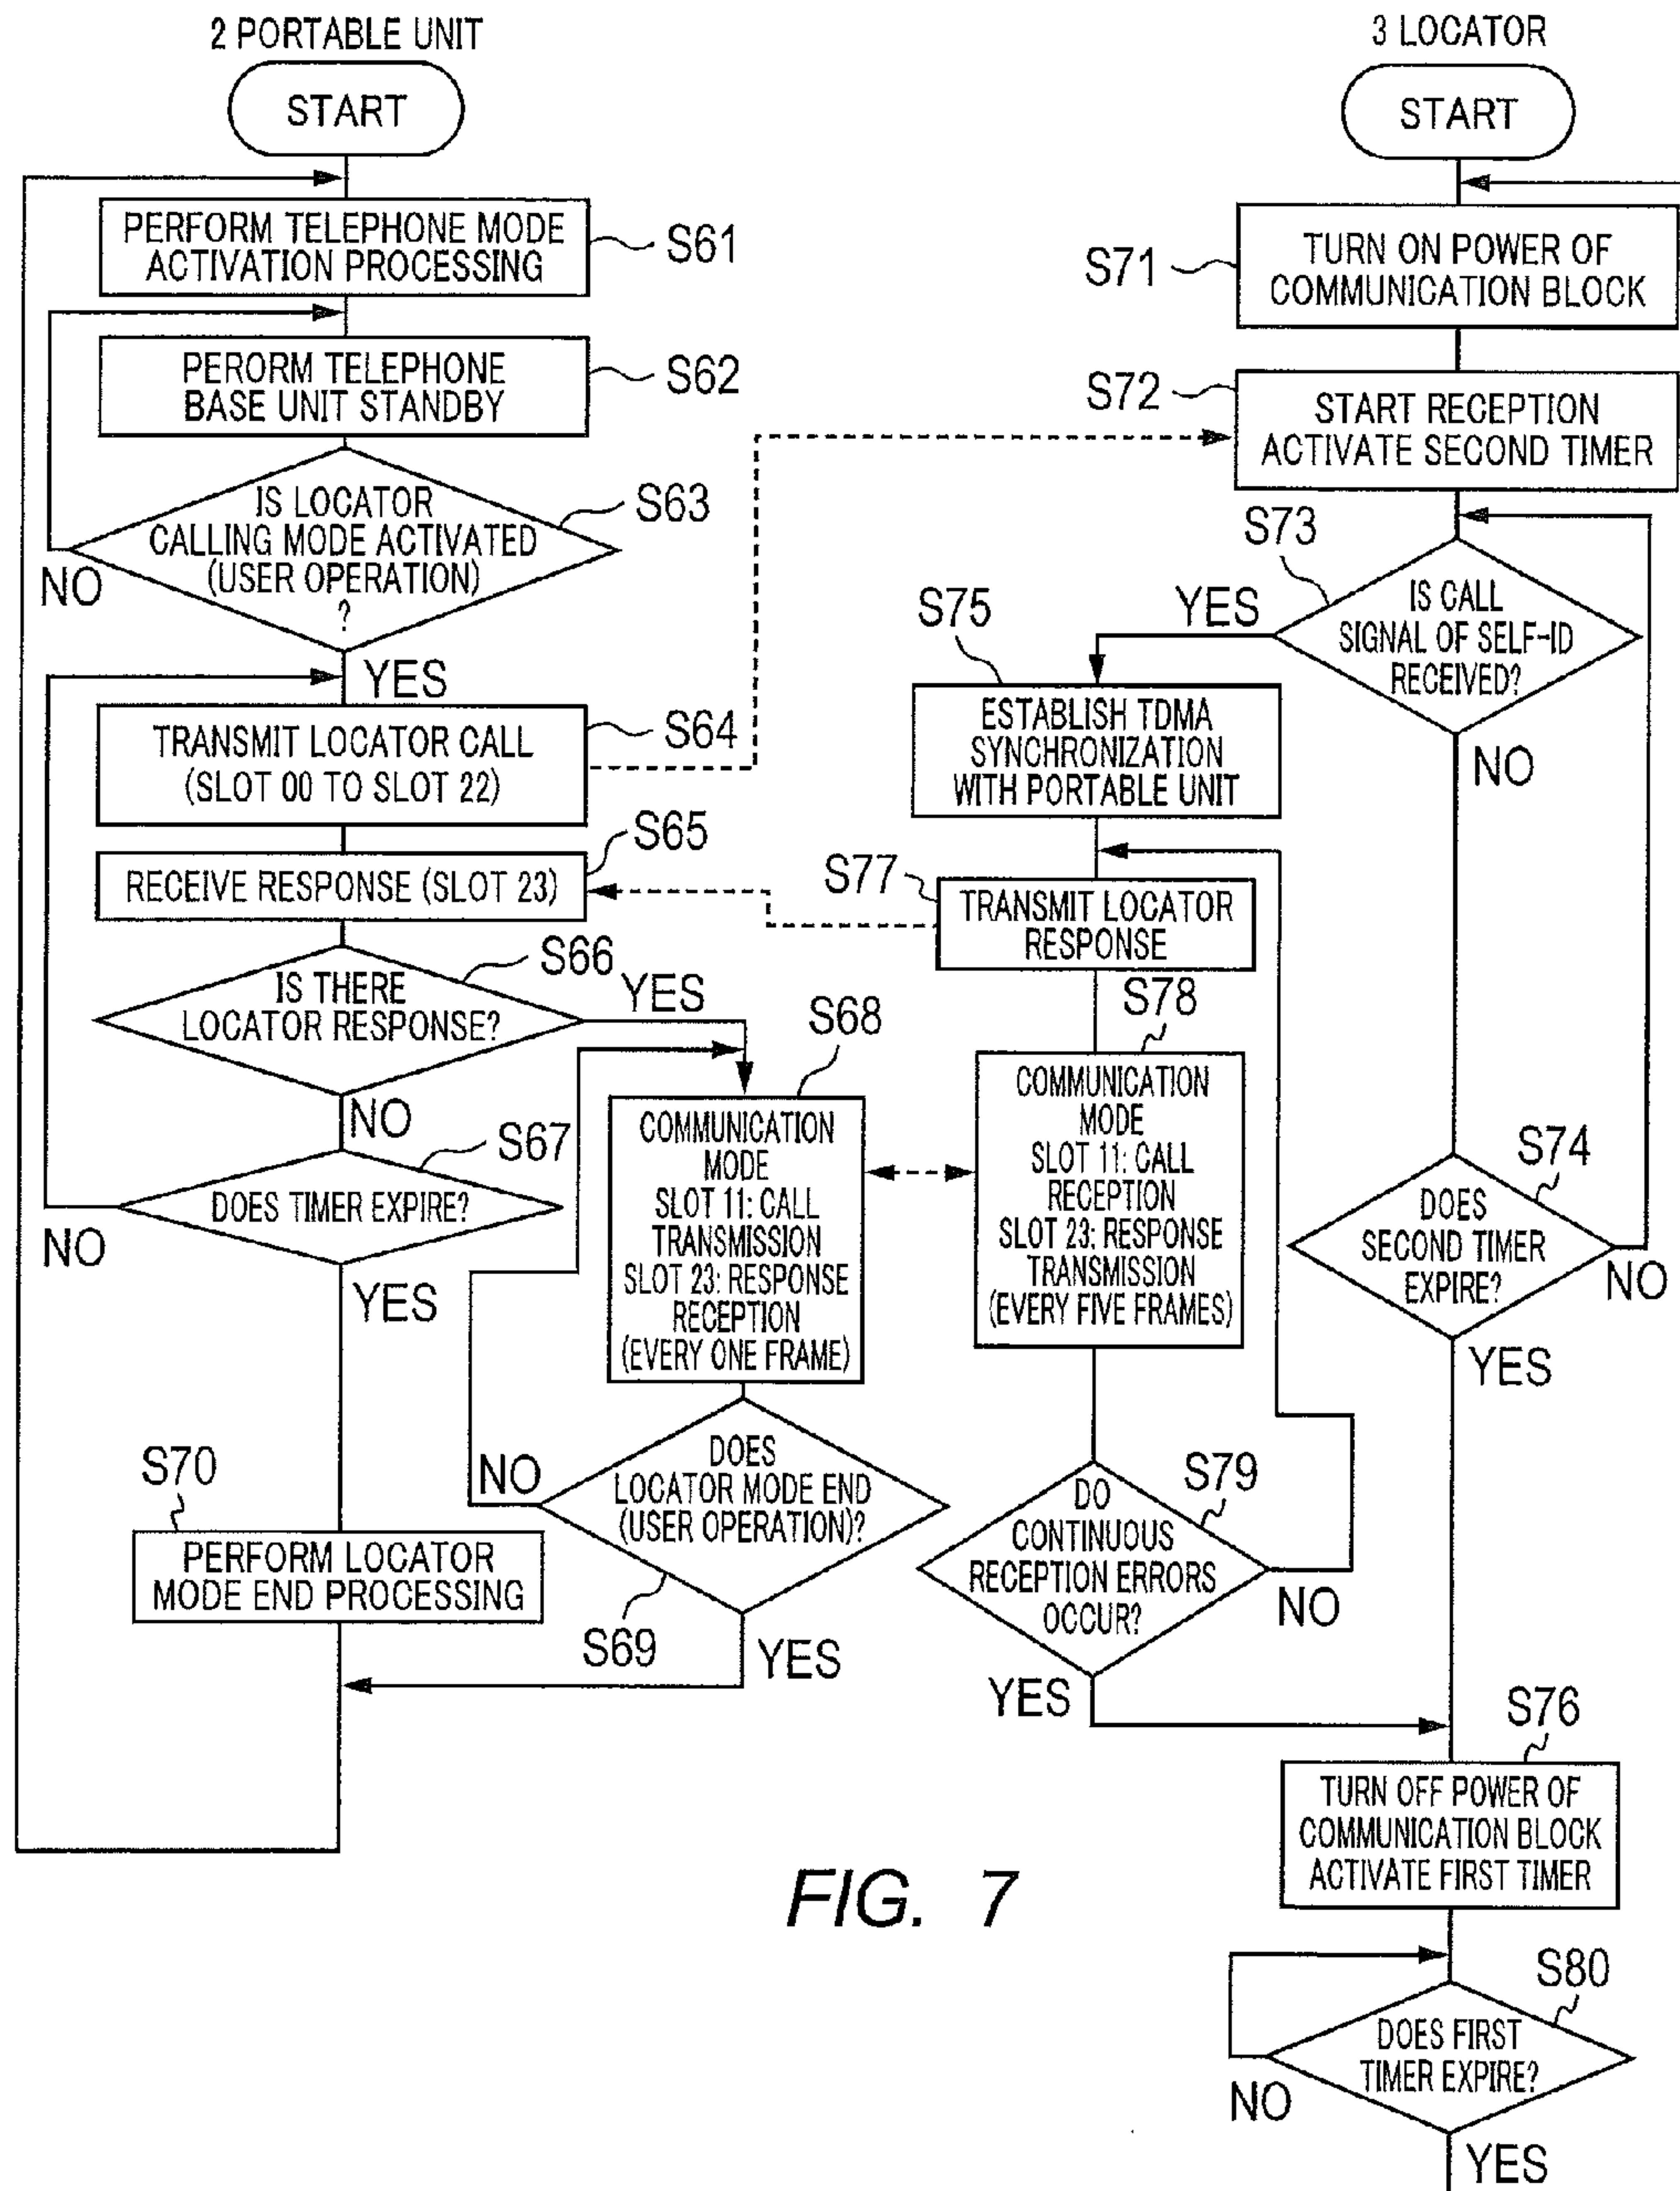 2 PORTABLE UNIT
START
PERFORM TELEPHONE MODE
ACTIVATION PROCESSING
S61
PERORM TELEPHONE
BASE UNIT STANDBY
S62
IS LOCATOR
CALLING MODE ACTIVATED
(USER OPERATION)
?
S63
NO
YES
TRANSMIT LOCATOR CALL
(SLOT 00 TO SLOT 22)
S64
RECEIVE RESPONSE (SLOT 23)
S65
IS THERE
LOCATOR RESPONSE?
S66
YES
NO
DOES TIMER EXPIRE?
S67
NO
YES
S68
COMMUNICATION
MODE
SLOT 11: CALL
TRANSMISSION
SLOT 23: RESPONSE
RECEPTION
(EVERY ONE FRAME)
DOES
LOCATOR MODE END
(USER OPERATION)?
NO
S69
YES
S70
PERFORM LOCATOR
MODE END PROCESSING
3 LOCATOR
START
S71
TURN ON POWER OF
COMMUNICATION BLOCK
S72
START RECEPTION
ACTIVATE SECOND TIMER
S73
IS CALL
SIGNAL OF SELF-ID
RECEIVED?
YES
NO
S75
ESTABLISH TDMA
SYNCHRONIZATION
WITH PORTABLE UNIT
S77
TRANSMIT LOCATOR
RESPONSE
S78
COMMUNICATION
MODE
SLOT 11: CALL
RECEPTION
SLOT 23: RESPONSE
TRANSMISSION
(EVERY FIVE FRAMES)
S79
DO
CONTINUOUS
RECEPTION ERRORS
OCCUR?
NO
YES
S74
DOES
SECOND TIMER
EXPIRE?
NO
YES
S76
TURN OFF POWER OF
COMMUNICATION BLOCK
ACTIVATE FIRST TIMER
S80
DOES FIRST
TIMER EXPIRE?
NO
YES
FIG. 7